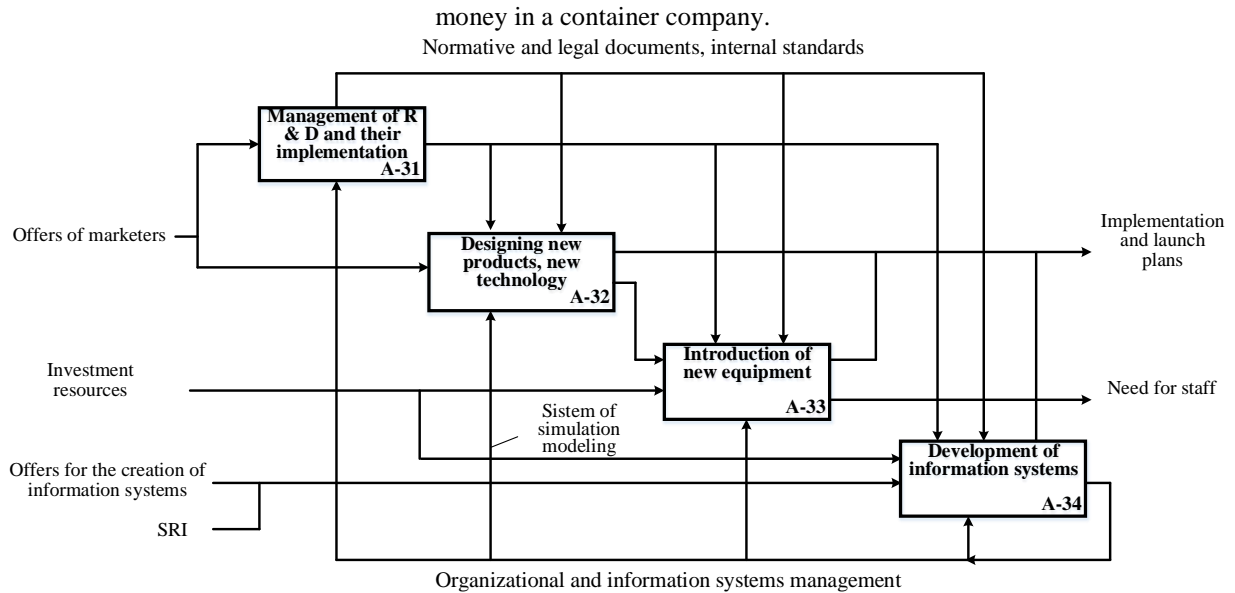 money in a container company.
Normative and legal documents, internal standards
Management of R
& D and their
implementation
A-31
Offers of marketers
Designing new
products, new
technology
A-32
Implementation
and launch
plans
Investment
resources
Introduction of
new equipment
A-33
Need for staff
Sistem of
simulation
modeling
Offers for the creation of
information systems
SRI
Development of
information systems
A-34
Organizational and information systems management